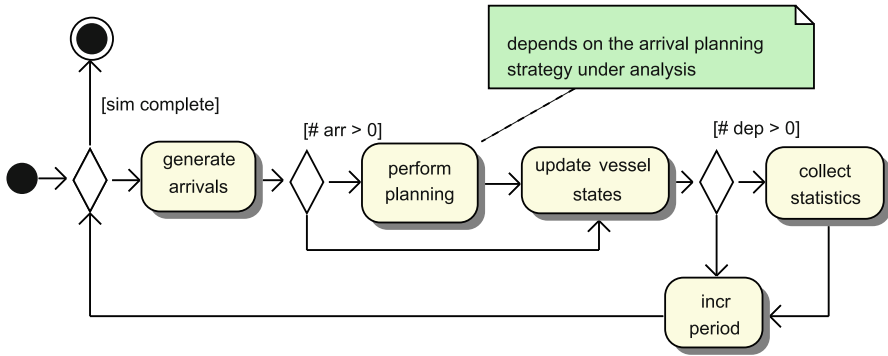 depends on the arrival planning
strategy under analysis
[sim complete]
[# arr > 0]
[# dep > 0]
generate
arrivals
perform
planning
update vessel
states
collect
statistics
incr
period